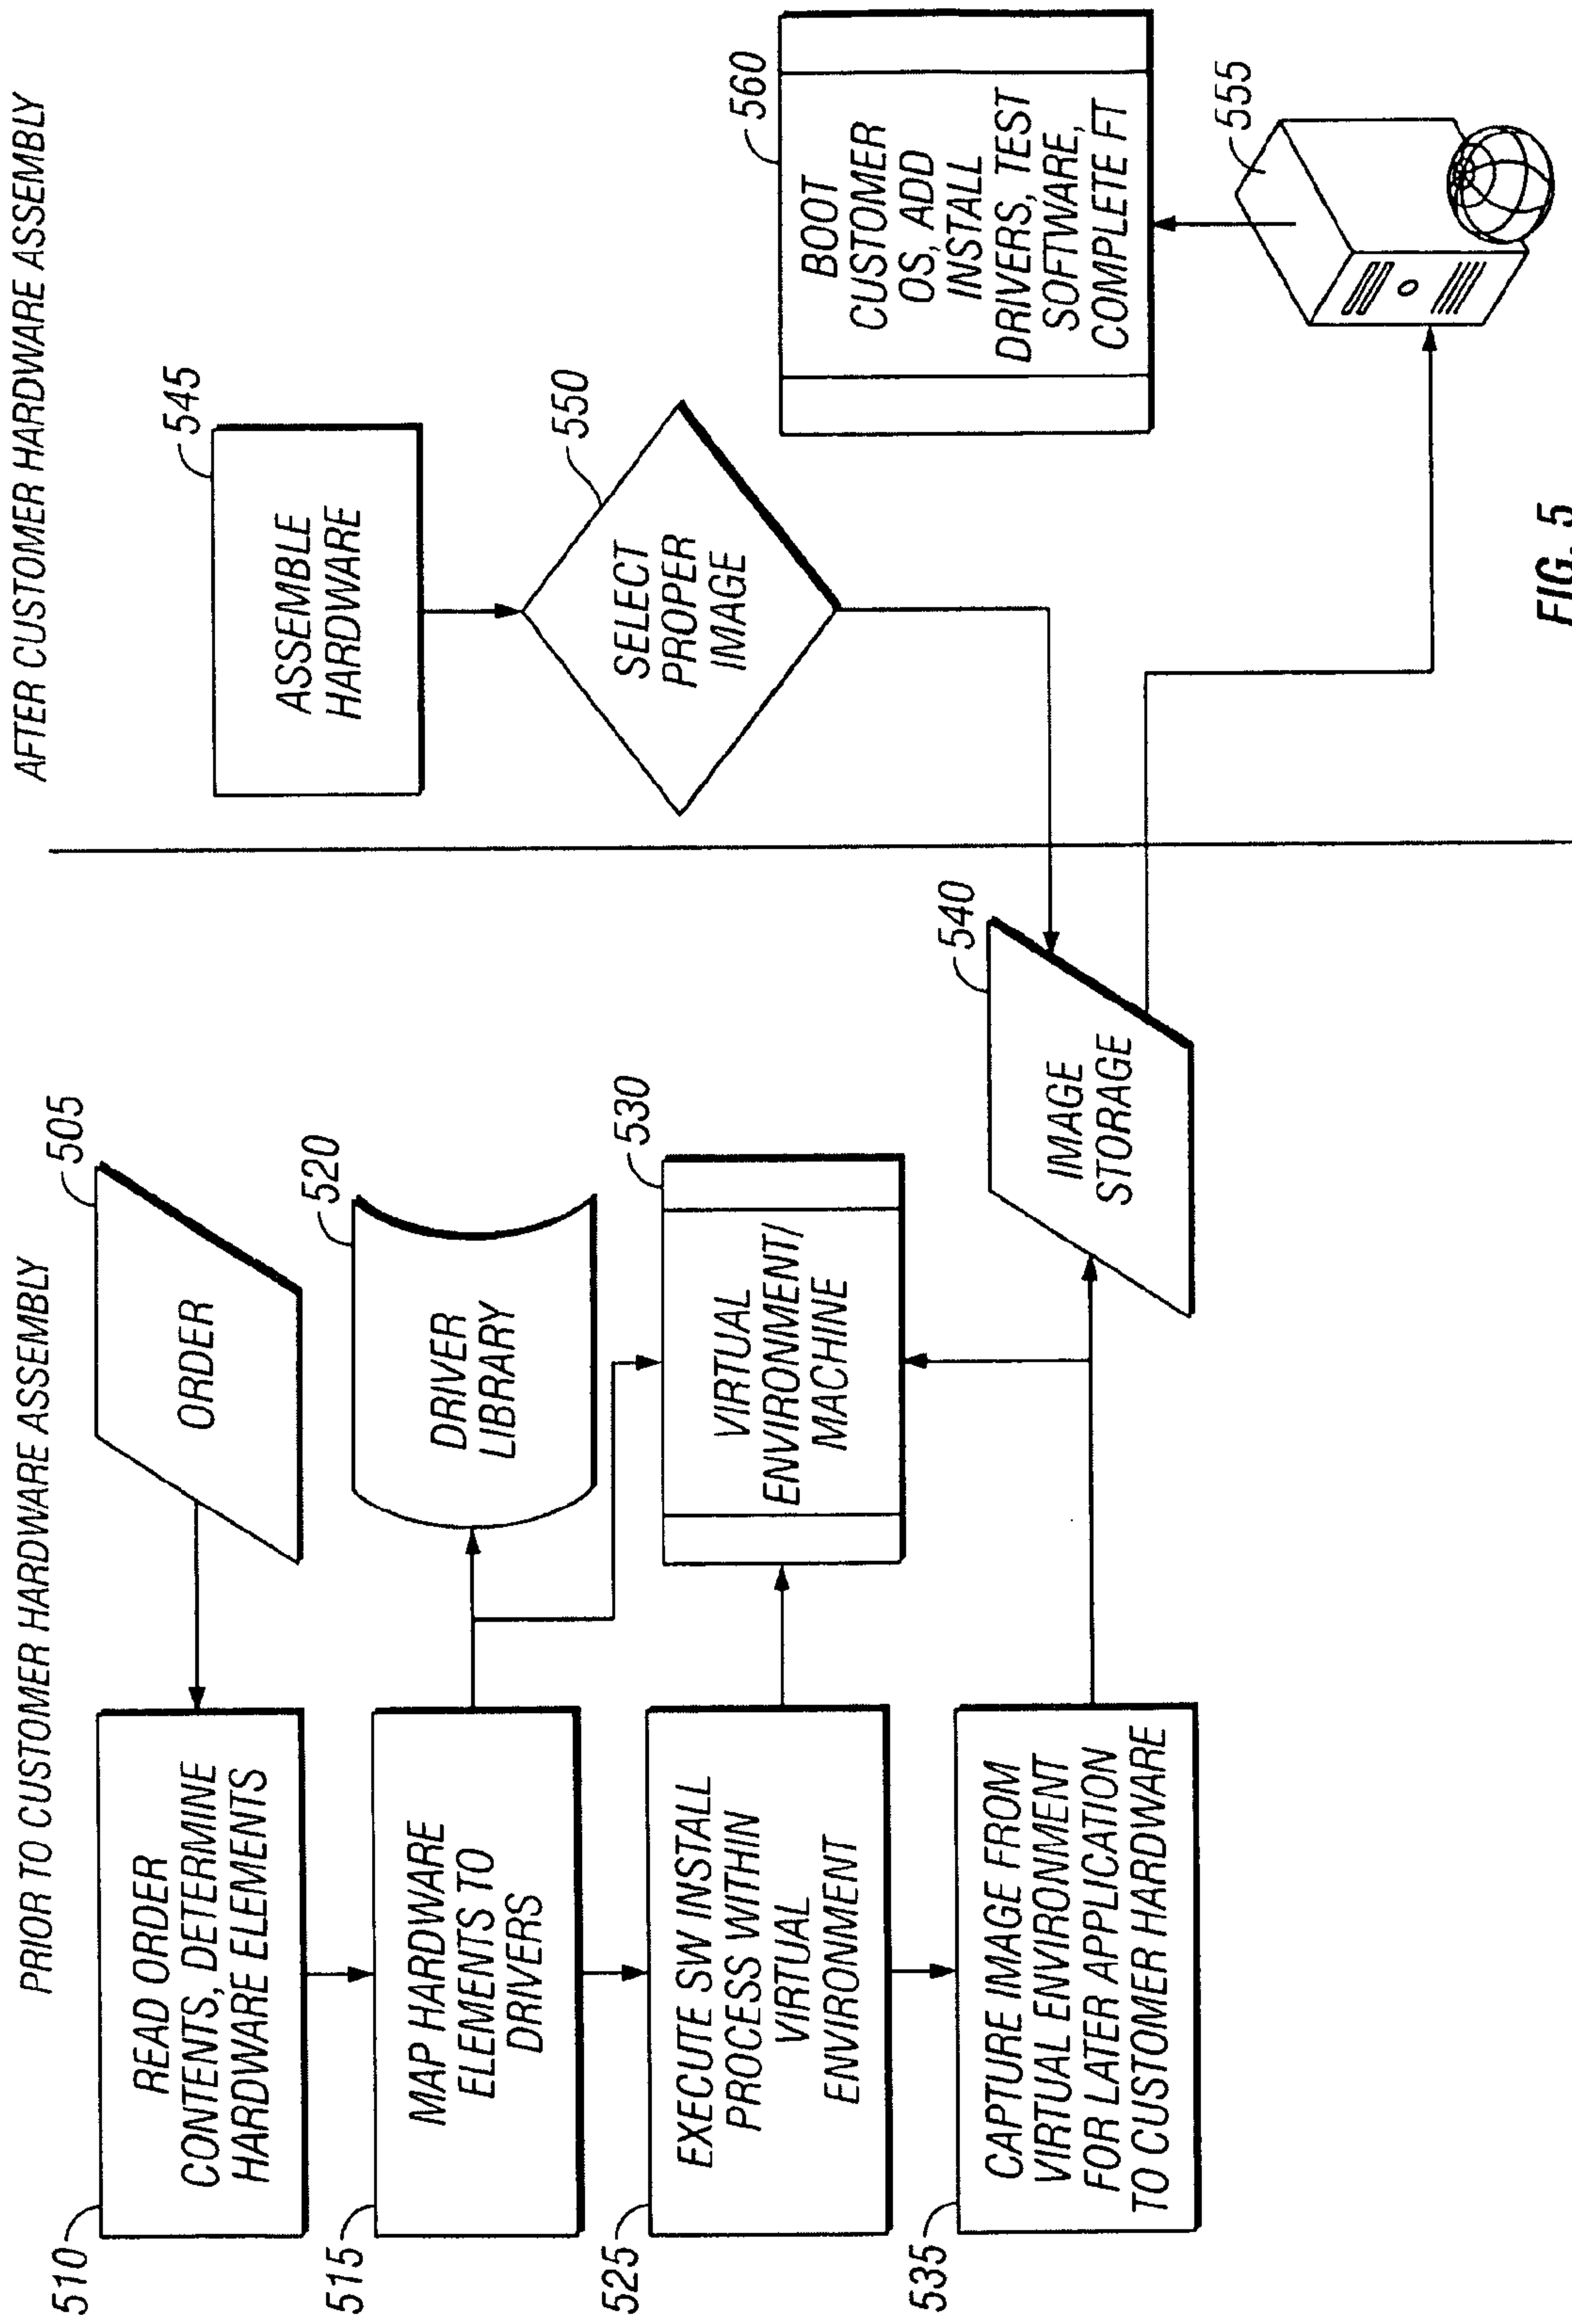 PRIOR TO CUSTOMER HARDWARE ASSEMBLY
510
READ ORDER
CONTENTS, DETERMINE
HARDWARE ELEMENTS
505
ORDER
515
MAP HARDWARE
ELEMENTS TO
DRIVERS
520
DRIVER
LIBRARY
525
EXECUTE SW INSTALL
PROCESS WITHIN
VIRTUAL
ENVIRONMENT
530
VIRTUAL
ENVIRONMENT/
MACHINE
535
CAPTURE IMAGE FROM
VIRTUAL ENVIRONMENT
FOR LATER APPLICATION
TO CUSTOMER HARDWARE
540
IMAGE
STORAGE
AFTER CUSTOMER HARDWARE ASSEMBLY
545
ASSEMBLE
HARDWARE
550
SELECT
PROPER
IMAGE
560
BOOT
CUSTOMER
OS, ADD
INSTALL
DRIVERS, TEST
SOFTWARE,
COMPLETE FT
555
FIG. 5